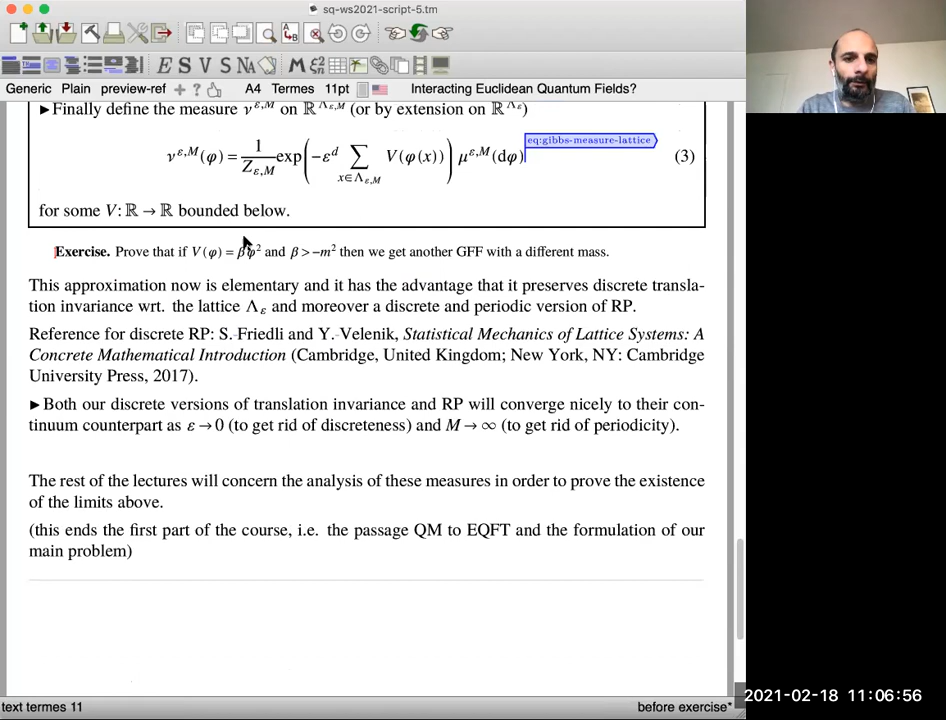 sq-ws2021-script-5.tm
E S V S NA M
Generic Plain preview-ref A4 Termes 11pt Interacting Euclidean Quantum Fields?
►Finally define the measure ν^{ε,M} on ℝ^{Λ_{ε,M}} (or by extension on ℝ^{Λ_ε})
eq:gibbs-measure-lattice
ν^{ε,M}(φ) = 1/Z_{ε,M} exp(−ε^d ∑_{x∈Λ_{ε,M}} V(φ(x))) μ^{ε,M}(dφ) (3)
for some V: ℝ → ℝ bounded below.
Exercise. Prove that if V(φ) = βφ² and β > −m² then we get another GFF with a different mass.
This approximation now is elementary and it has the advantage that it preserves discrete transla-
tion invariance wrt. the lattice Λ_ε and moreover a discrete and periodic version of RP.
Reference for discrete RP: S. Friedli and Y. Velenik, Statistical Mechanics of Lattice Systems: A
Concrete Mathematical Introduction (Cambridge, United Kingdom; New York, NY: Cambridge
University Press, 2017).
►Both our discrete versions of translation invariance and RP will converge nicely to their con-
tinuum counterpart as ε → 0 (to get rid of discreteness) and M → ∞ (to get rid of periodicity).
The rest of the lectures will concern the analysis of these measures in order to prove the existence
of the limits above.
(this ends the first part of the course, i.e. the passage QM to EQFT and the formulation of our
main problem)
text termes 11 before exercise*
2021-02-18 11:06:56